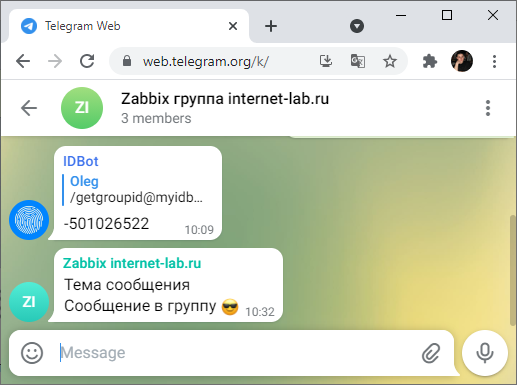 Telegram Web
web.telegram.org/k/
ZI
Zabbix группа internet-lab.ru
3 members
IDBot
Oleg
/getgroupid@myidb...
-501026522
10:09
Zabbix internet-lab.ru
ZI
Тема сообщения
Сообщение в группу 😎 10:32
Message